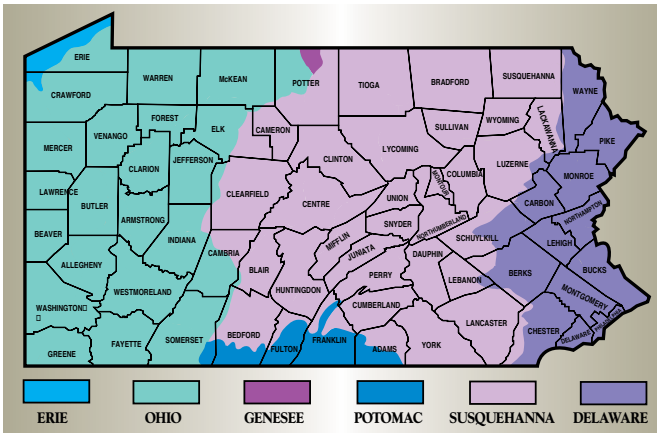 ERIE
WARREN
McKEAN
POTTER
TIOGA
BRADFORD
SUSQUEHANNA
WAYNE
CRAWFORD
FOREST
ELK
CAMERON
SULLIVAN
WYOMING
LACKAWANNA
PIKE
MERCER
VENANGO
CLARION
JEFFERSON
CLINTON
LYCOMING
LUZERNE
MONROE
LAWRENCE
BUTLER
ARMSTRONG
CLEARFIELD
CENTRE
UNION
MONTOUR
COLUMBIA
CARBON
NORTHAMPTON
BEAVER
INDIANA
CAMBRIA
MIFFLIN
SNYDER
NORTHUMBERLAND
SCHUYLKILL
LEHIGH
ALLEGHENY
BLAIR
JUNIATA
DAUPHIN
BERKS
BUCKS
WASHINGTON
WESTMORELAND
HUNTINGDON
PERRY
LEBANON
MONTGOMERY
CUMBERLAND
LANCASTER
GREENE
FAYETTE
SOMERSET
BEDFORD
FULTON
FRANKLIN
ADAMS
YORK
CHESTER
DELAWARE
PHILADELPHIA
ERIE OHIO GENESEE POTOMAC SUSQUEHANNA DELAWARE